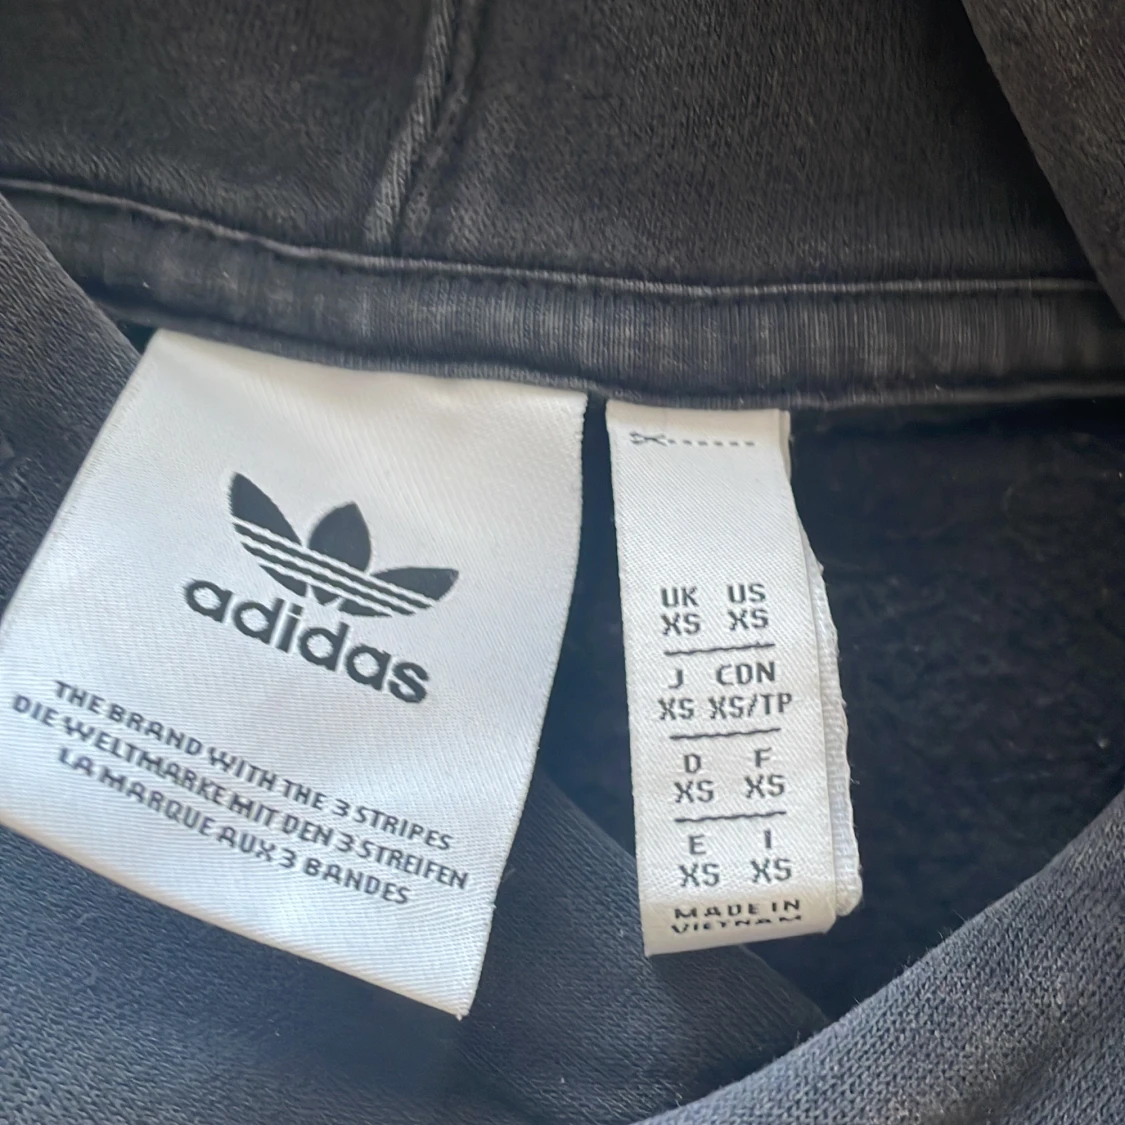 adidas
THE BRAND WITH THE 3 STRIPES
DIE WELTMARKE MIT DEN 3 STREIFEN
LA MARQUE AUX 3 BANDES
UK US
XS XS
J CDN
XS XS/TP
D F
XS XS
E I
XS XS
MADE IN
VIETNAM